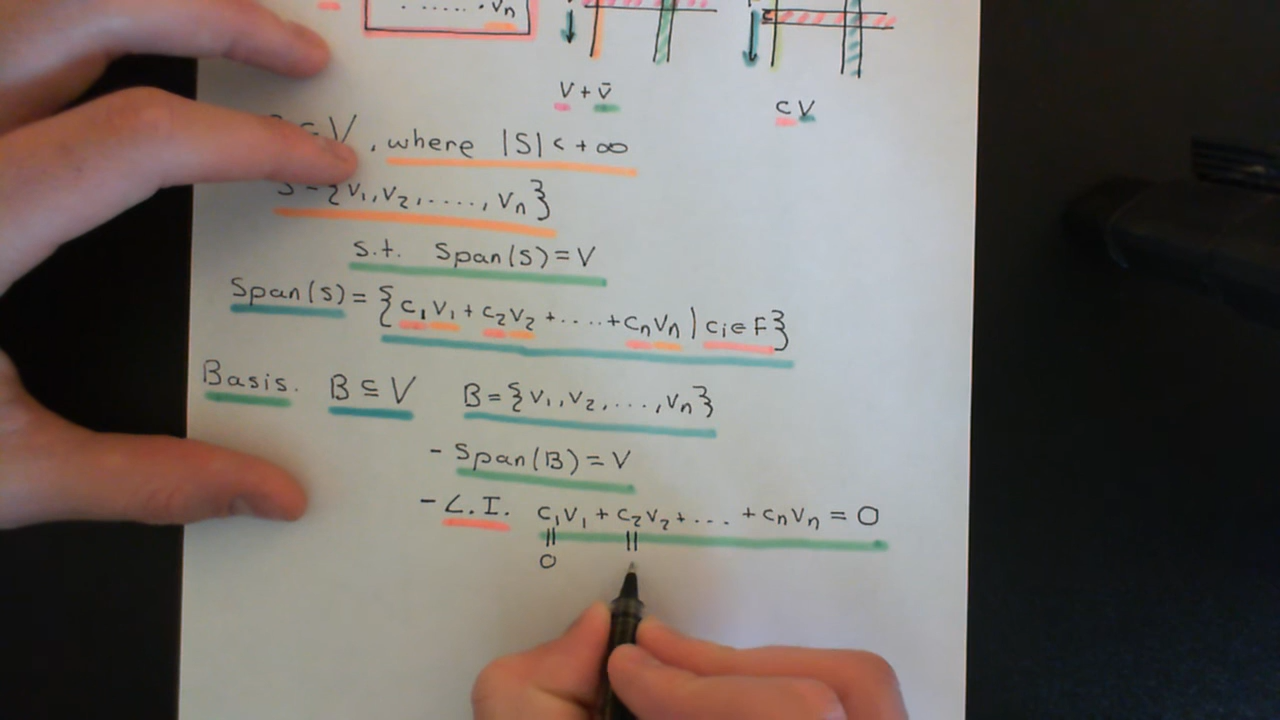 ...... vₙ
V + v̄
cV
⊆ V, where |S| < +∞
S = {v₁, v₂, ...., vₙ}
s.t. Span(S) = V
Span(S) = {c₁v₁ + c₂v₂ + .... + cₙvₙ | cᵢ ∈ F}
Basis. B ⊆ V B = {v₁, v₂, ..., vₙ}
- Span(B) = V
- L.I. c₁v₁ + c₂v₂ + ... + cₙvₙ = 0
|| ||
0